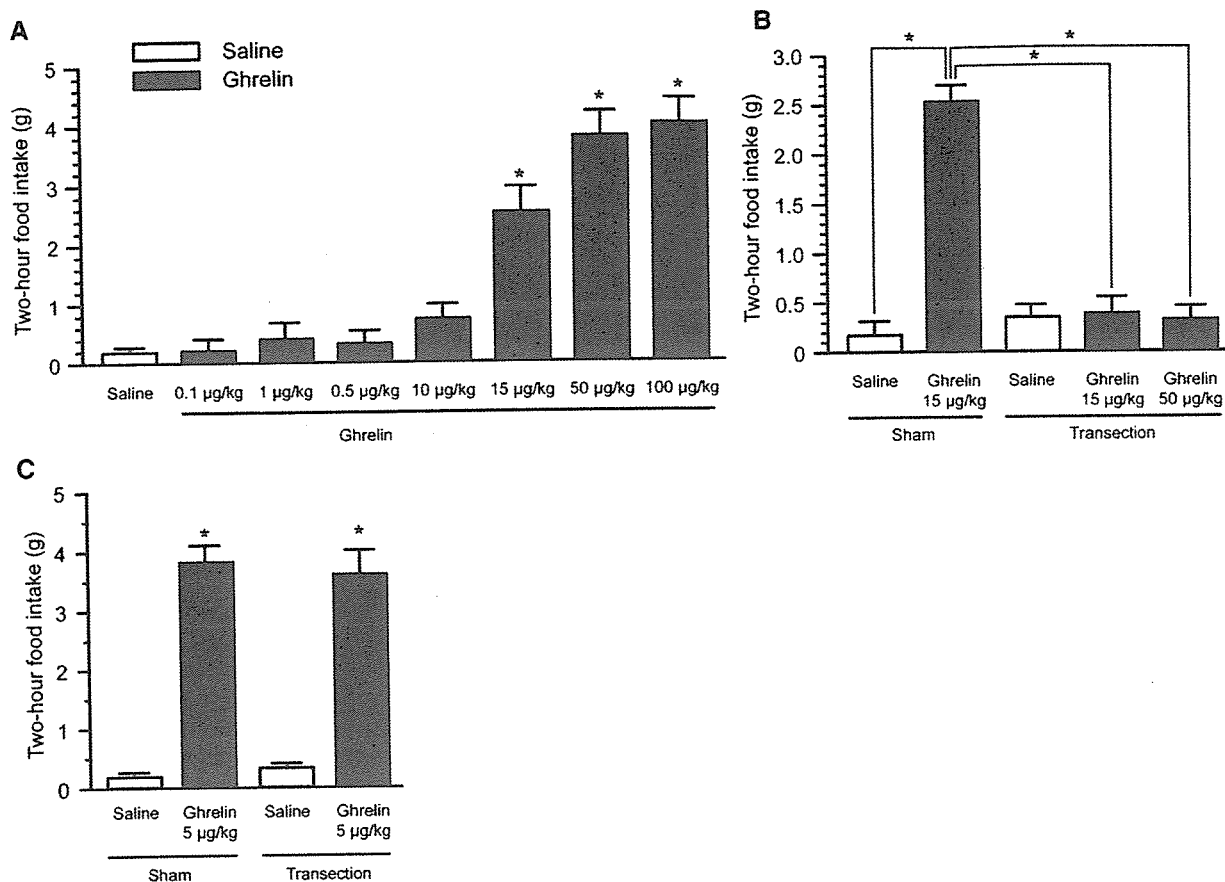 A
Saline
Ghrelin
Two-hour food intake (g)
5
4
3
2
1
0
*
*
*
Saline
0.1 µg/kg
1 µg/kg
0.5 µg/kg
10 µg/kg
15 µg/kg
50 µg/kg
100 µg/kg
Ghrelin
B
Two-hour food intake (g)
3.0
2.5
2.0
1.5
1.0
0.5
0
*
*
*
Saline
Ghrelin
15 µg/kg
Saline
Ghrelin
15 µg/kg
Ghrelin
50 µg/kg
Sham
Transection
C
Two-hour food intake (g)
5
4
3
2
1
0
*
*
Saline
Ghrelin
5 µg/kg
Saline
Ghrelin
5 µg/kg
Sham
Transection